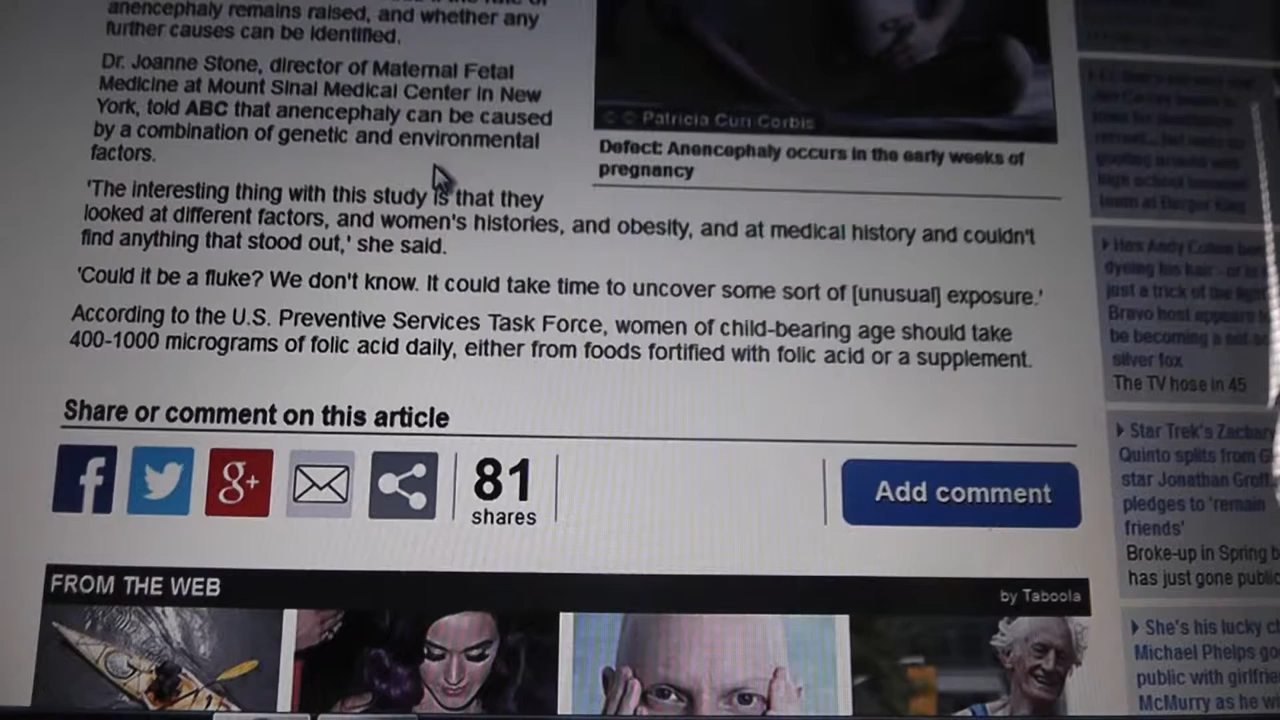 anencephaly remains raised, and whether any
further causes can be identified.
Dr. Joanne Stone, director of Maternal Fetal
Medicine at Mount Sinai Medical Center in New
York, told ABC that anencephaly can be caused
by a combination of genetic and environmental
factors.
'The interesting thing with this study is that they
looked at different factors, and women's histories, and obesity, and at medical history and couldn't
find anything that stood out,' she said.
'Could it be a fluke? We don't know. It could take time to uncover some sort of [unusual] exposure.'
According to the U.S. Preventive Services Task Force, women of child-bearing age should take
400-1000 micrograms of folic acid daily, either from foods fortified with folic acid or a supplement.
© Patricia Curi Corbis
Defect: Anencephaly occurs in the early weeks of
pregnancy
Share or comment on this article
f
g+
81
shares
Add comment
FROM THE WEB
by Taboola
Has Andy Cohen
dyeing his hair - or is
just a trick of the light
Bravo host appears
be becoming a
silver fox
The TV hose in 45
Star Trek's Zachary
Quinto splits from
star Jonathan Groff
pledges to 'remain
friends'
Broke-up in Spring
has just gone public
She's his lucky
Michael Phelps
public with
McMurry as he